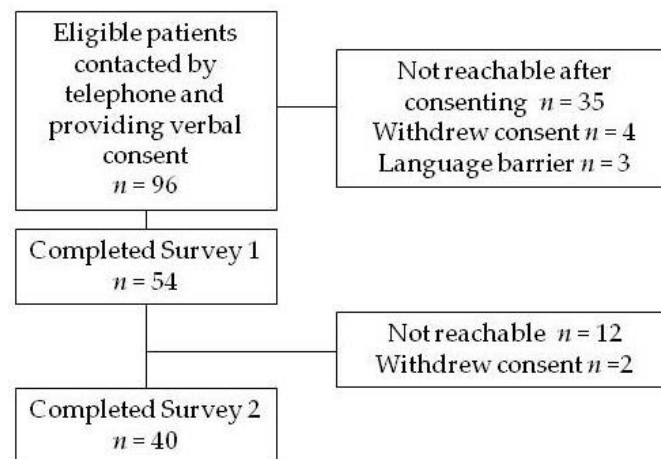 Eligible patients
contacted by
telephone and
providing verbal
consent
n = 96
Not reachable after
consenting n = 35
Withdrew consent n = 4
Language barrier n = 3
Completed Survey 1
n = 54
Not reachable n = 12
Withdrew consent n =2
Completed Survey 2
n = 40